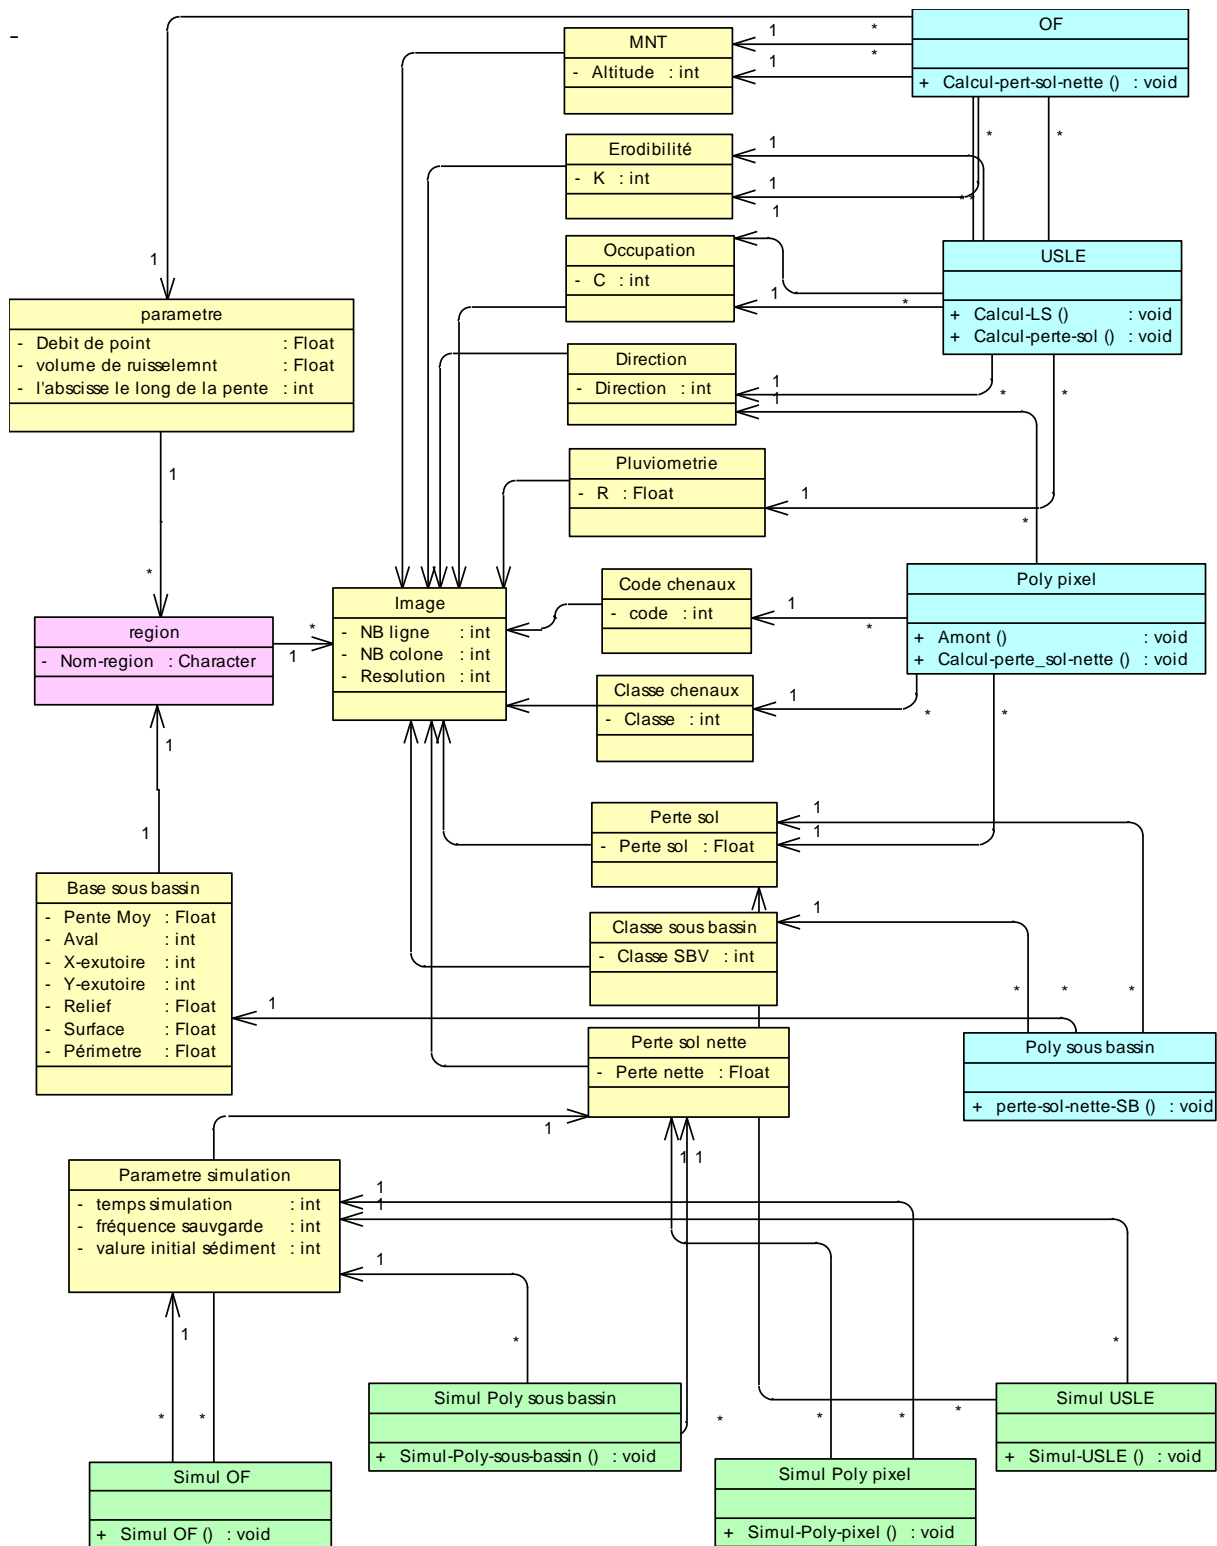 OF
+ Calcul-pert-sol-nette () : void
MNT
- Altitude : int
Erodibilité
- K : int
Occupation
- C : int
USLE
+ Calcul-LS () : void
+ Calcul-perte-sol () : void
parametre
- Debit de point : Float
- volume de ruisselemnt : Float
- l'abscisse le long de la pente : int
Direction
- Direction : int
Pluviometrie
- R : Float
Poly pixel
+ Amont () : void
+ Calcul-perte_sol-nette () : void
Code chenaux
- code : int
Image
- NB ligne : int
- NB colone : int
- Resolution : int
region
- Nom-region : Character
Classe chenaux
- Classe : int
Perte sol
- Perte sol : Float
Base sous bassin
- Pente Moy : Float
- Aval : int
- X-exutoire : int
- Y-exutoire : int
- Relief : Float
- Surface : Float
- Périmetre : Float
Classe sous bassin
- Classe SBV : int
Perte sol nette
- Perte nette : Float
Poly sous bassin
+ perte-sol-nette-SB () : void
Parametre simulation
- temps simulation : int
- fréquence sauvgarde : int
- valure initial sédiment : int
Simul Poly sous bassin
+ Simul-Poly-sous-bassin () : void
Simul USLE
+ Simul-USLE () : void
Simul OF
+ Simul OF () : void
Simul Poly pixel
+ Simul-Poly-pixel () : void